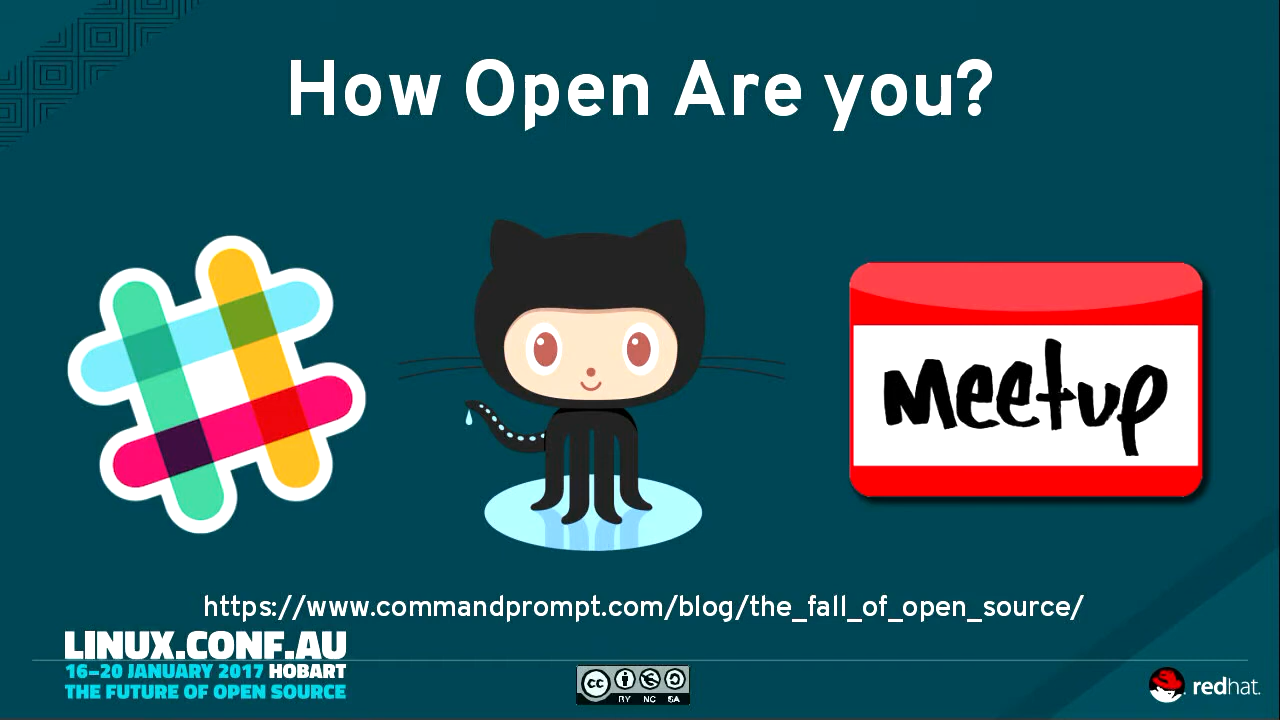 How Open Are you?
meetup
https://www.commandprompt.com/blog/the_fall_of_open_source/
LINUX.CONF.AU
16–20 JANUARY 2017 HOBART
THE FUTURE OF OPEN SOURCE
cc
BY NC SA
redhat.